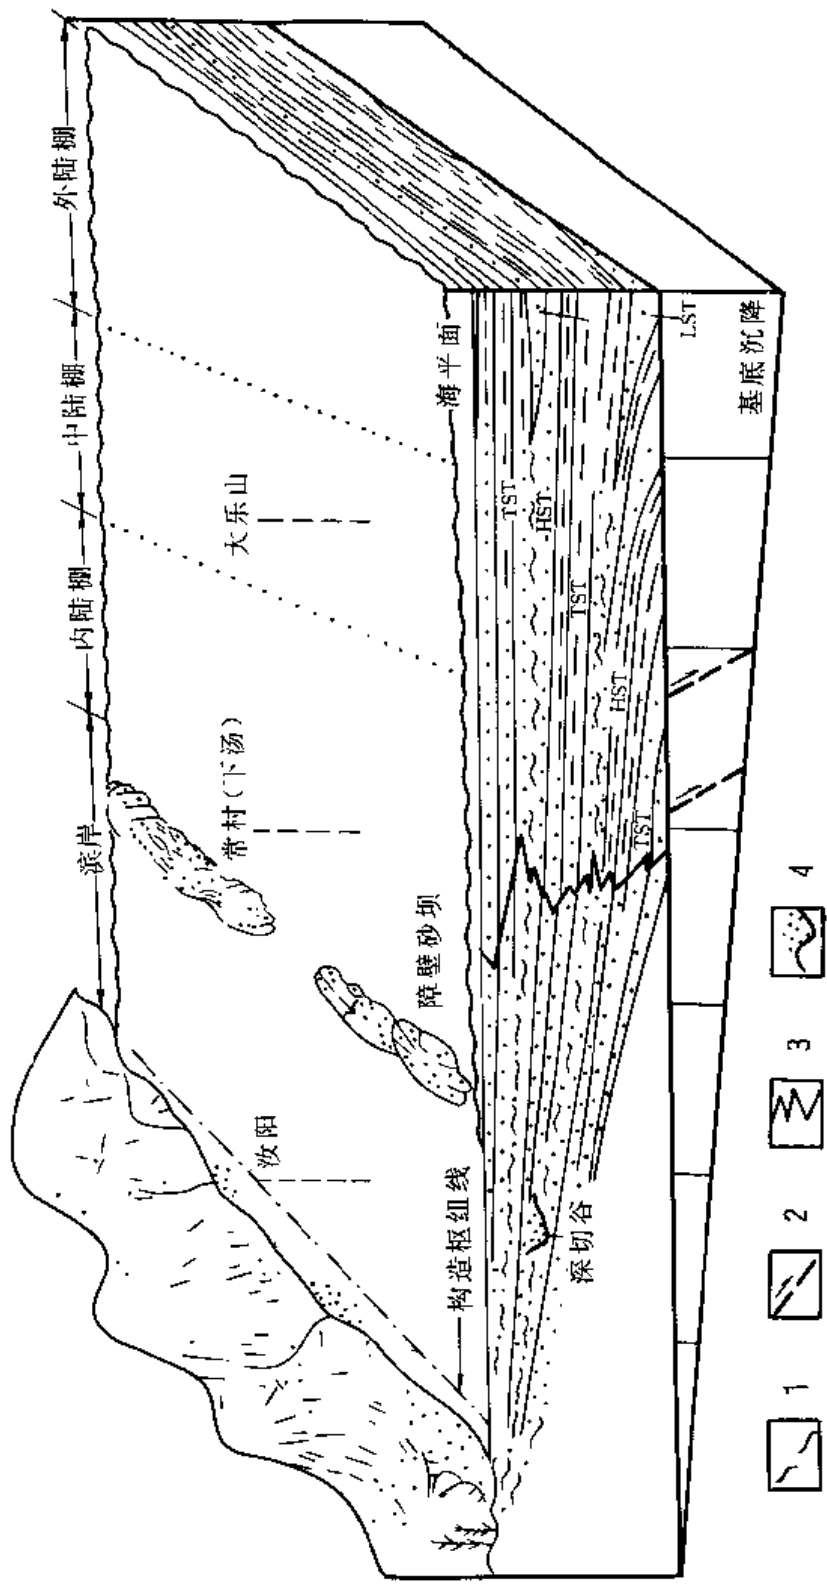 滨岸
内陆棚
中陆棚
外陆棚
汝阳
常村(下汤)
大乐山
障壁砂坝
构造枢纽线
海平面
TST
HST
深切谷
TST
HST
TST
LST
基底沉降
1
2
3
4